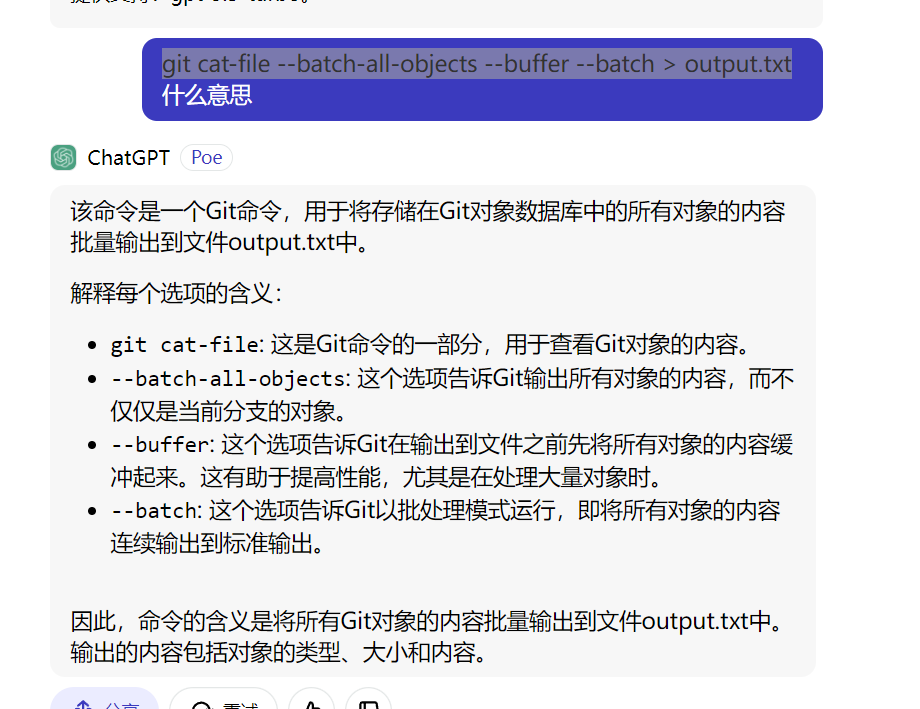 git cat-file --batch-all-objects --buffer --batch > output.txt
什么意思
ChatGPT Poe
该命令是一个Git命令，用于将存储在Git对象数据库中的所有对象的内容
批量输出到文件output.txt中。
解释每个选项的含义：
• git cat-file: 这是Git命令的一部分，用于查看Git对象的内容。
• --batch-all-objects: 这个选项告诉Git输出所有对象的内容，而不
仅仅是当前分支的对象。
• --buffer: 这个选项告诉Git在输出到文件之前先将所有对象的内容缓
冲起来。这有助于提高性能，尤其是在处理大量对象时。
• --batch: 这个选项告诉Git以批处理模式运行，即将所有对象的内容
连续输出到标准输出。
因此，命令的含义是将所有Git对象的内容批量输出到文件output.txt中。
输出的内容包括对象的类型、大小和内容。
分享 重试